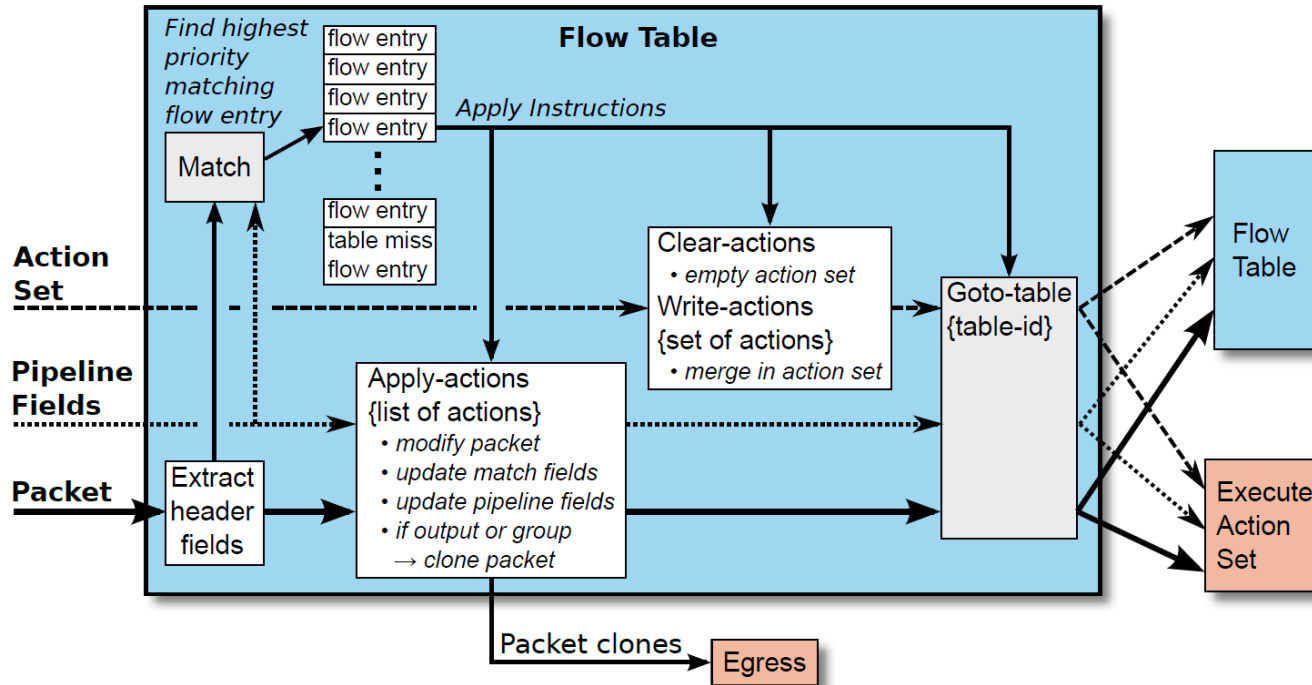 Find highest
priority
matching
flow entry
flow entry
flow entry
flow entry
flow entry
flow entry
table miss
flow entry
Flow Table
Apply Instructions
Match
Action
Set
Pipeline
Fields
Packet
Extract
header
fields
Apply-actions
{list of actions}
• modify packet
• update match fields
• update pipeline fields
• if output or group
→ clone packet
Clear-actions
• empty action set
Write-actions
{set of actions}
• merge in action set
Goto-table
{table-id}
Flow
Table
Execute
Action
Set
Packet clones
Egress